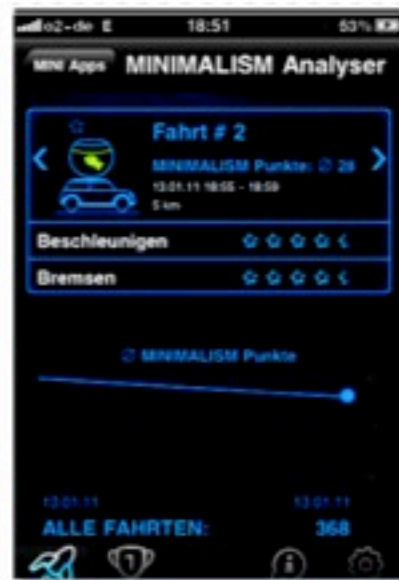 o2-de E 18:51 53%
MINI Apps MINIMALISM Analyser
Fahrt # 2
MINIMALISM Punkte: Ø 28
13.01.11 18:55 - 18:59
5 km
Beschleunigen
Bremsen
Ø MINIMALISM Punkte
13.01.11 13.01.11
ALLE FAHRTEN: 368